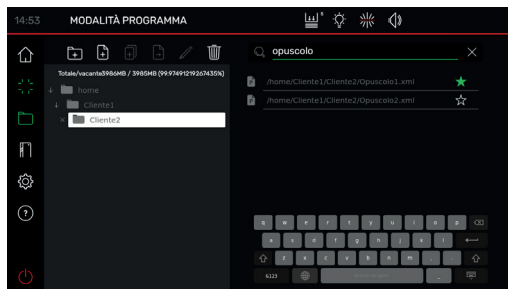 14:53 MODALITÀ PROGRAMMA
opuscolo
Totale/vacante3986MB / 3985MB (99.97491219267435%)
home
Cliente1
Cliente2
/home/Cliente1/Cliente2/Opuscolo1.xml
/home/Cliente1/Cliente2/Opuscolo2.xml
q w e r t y u i o p
a s d f g h j k l
z x c v b n m , .
&123 _